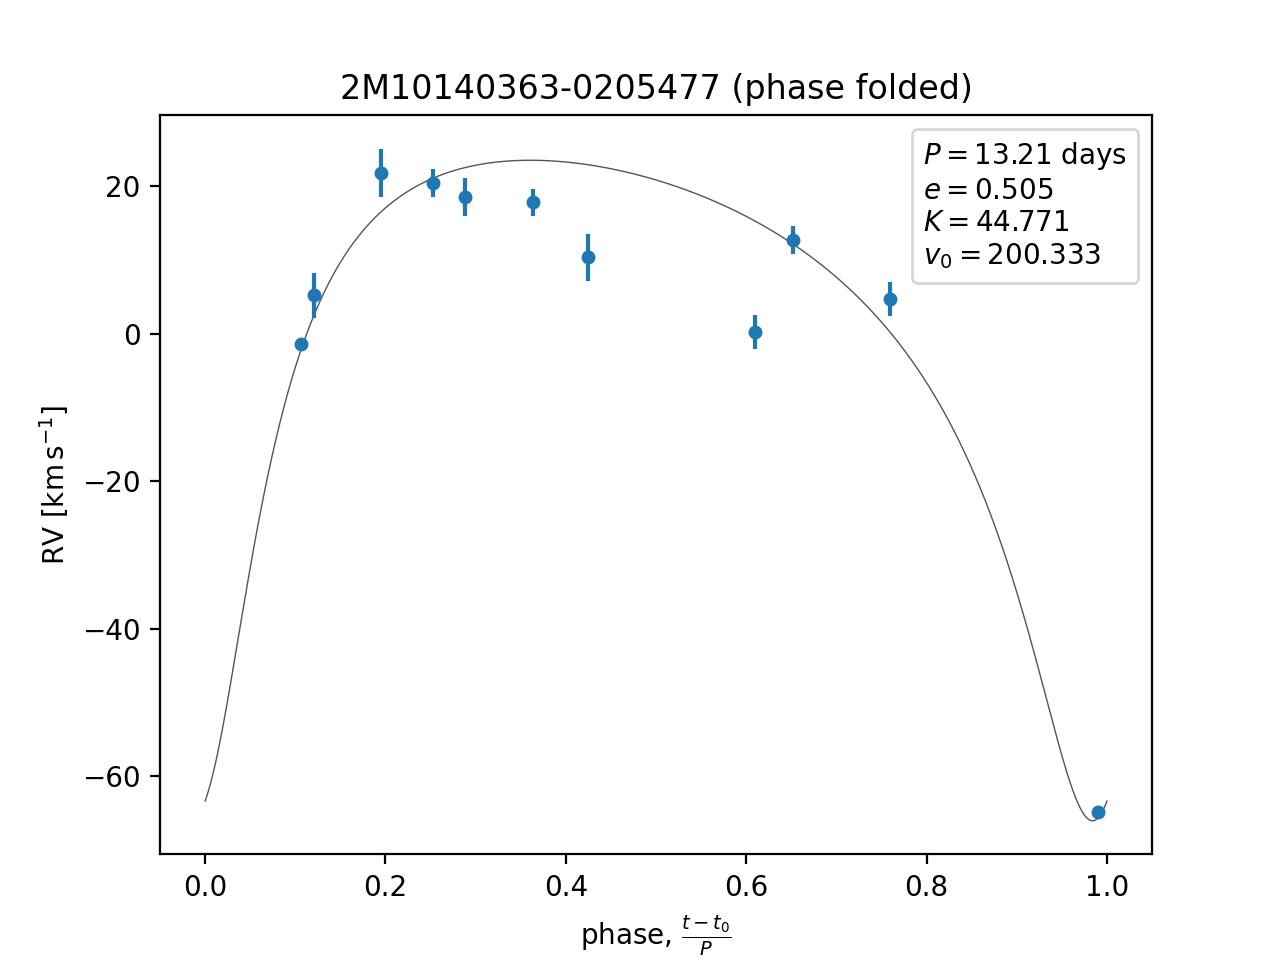 2M10140363-0205477 (phase folded)
P = 13.21 days
e = 0.505
K = 44.771
v₀ = 200.333
20
0
−20
−40
−60
RV [km s⁻¹]
0.0 0.2 0.4 0.6 0.8 1.0
phase, (t − t₀)/P